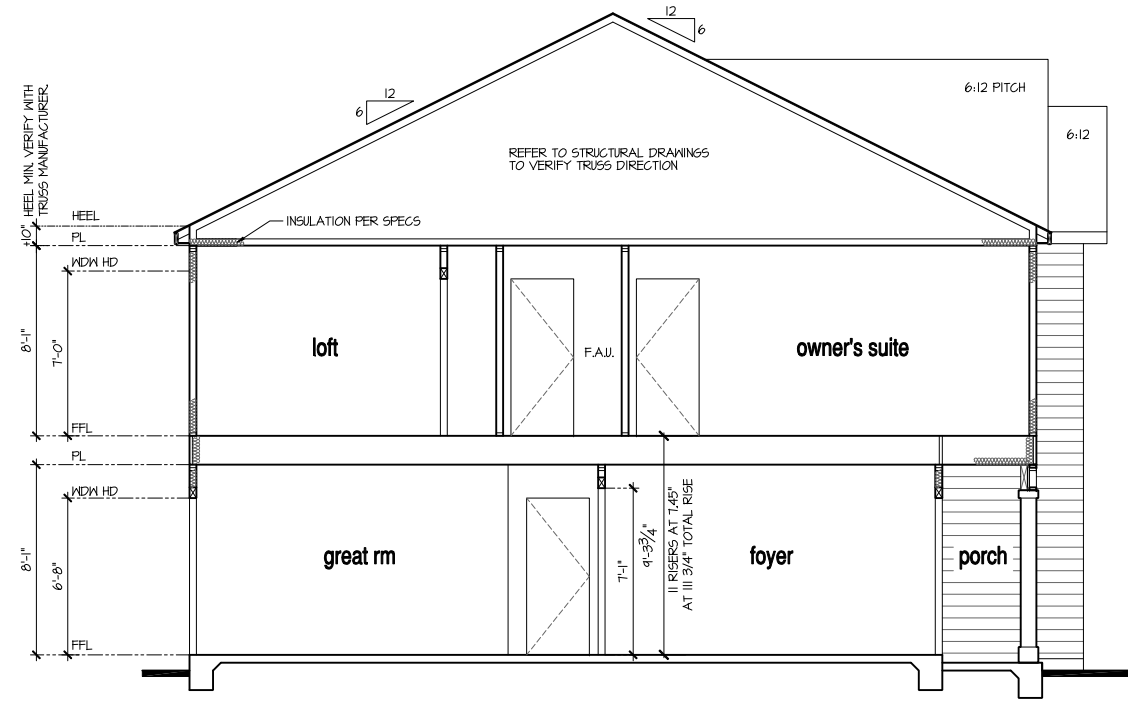 12
6
6:12 PITCH
12
6
6:12
REFER TO STRUCTURAL DRAWINGS
TO VERIFY TRUSS DIRECTION
+10" HEEL MIN. VERIFY WITH
TRUSS MANUFACTURER.
HEEL
INSULATION PER SPECS
PL
WDW HD
8'-1"
7'-0"
loft
F.A.U.
owner's suite
FFL
PL
WDW HD
8'-1"
6'-8"
great rm
7'-1"
9'-3 3/4"
11 RISERS AT 7.45"
AT 111 3/4" TOTAL RISE
foyer
porch
FFL